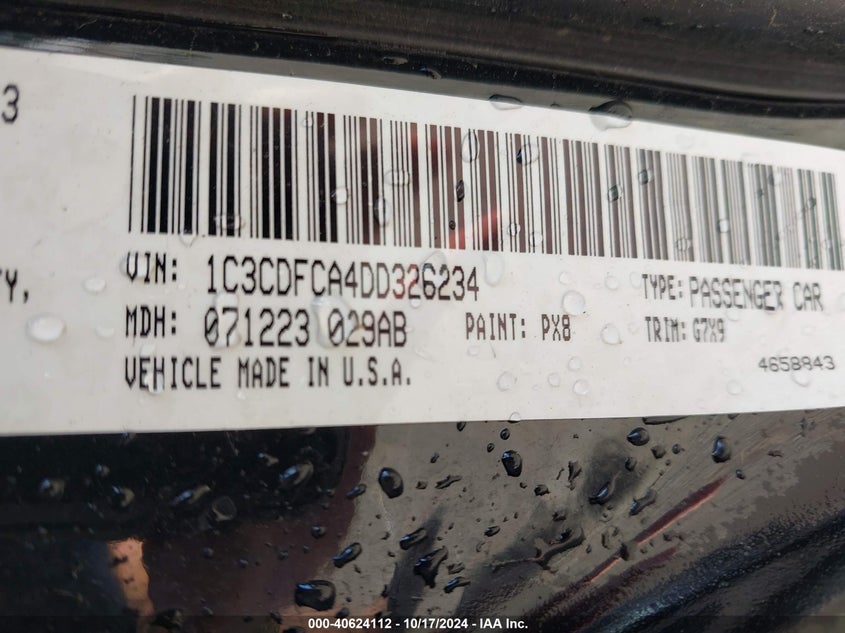 3
VIN: 1C3CDFCA4DD326234 TYPE: PASSENGER CAR
TY,
MDH: 071223 029AB PAINT: PX8 TRIM: G7X9
VEHICLE MADE IN U.S.A. 4658843
000-40624112 - 10/17/2024 - IAA Inc.